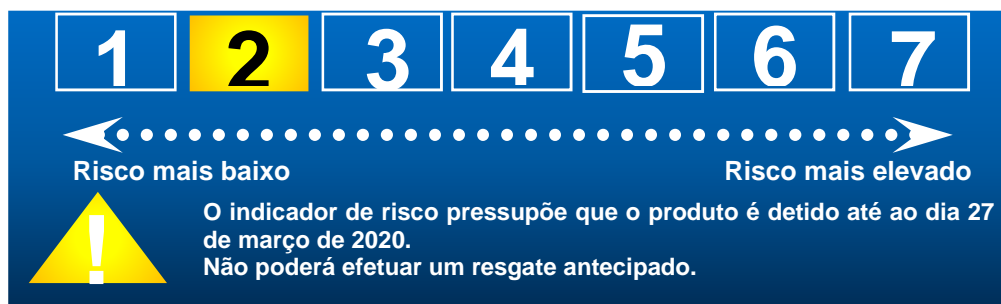 1 2 3 4 5 6 7
Risco mais baixo Risco mais elevado
! O indicador de risco pressupõe que o produto é detido até ao dia 27
de março de 2020.
Não poderá efetuar um resgate antecipado.